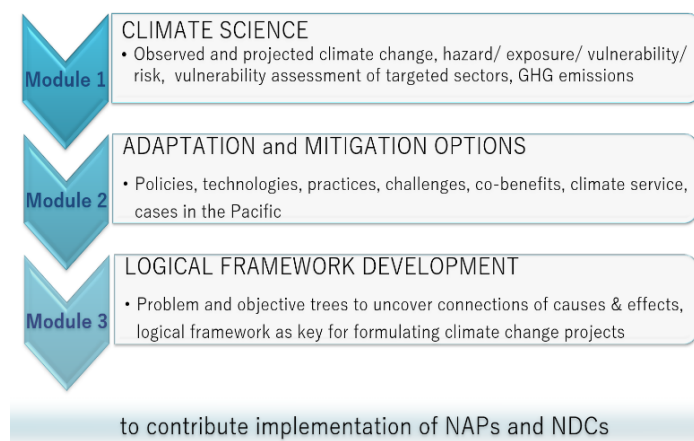 Module 1
CLIMATE SCIENCE
• Observed and projected climate change, hazard/ exposure/ vulnerability/
risk, vulnerability assessment of targeted sectors, GHG emissions
Module 2
ADAPTATION and MITIGATION OPTIONS
• Policies, technologies, practices, challenges, co-benefits, climate service,
cases in the Pacific
Module 3
LOGICAL FRAMEWORK DEVELOPMENT
• Problem and objective trees to uncover connections of causes & effects,
logical framework as key for formulating climate change projects
to contribute implementation of NAPs and NDCs